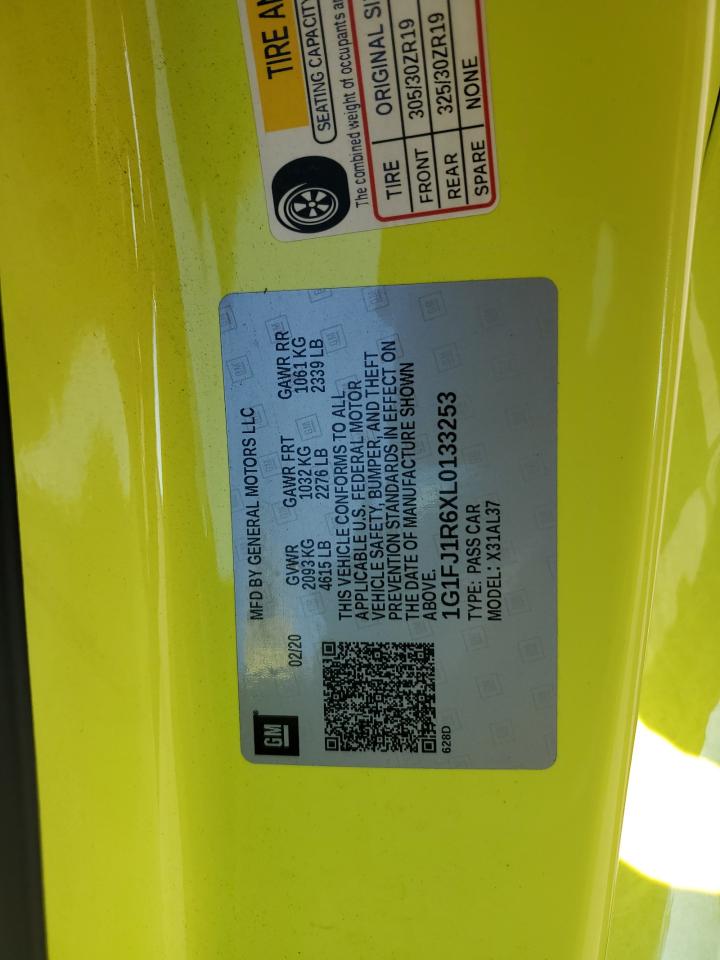 TIRE
SEATING CAPACITY
The combined weight of occupants
TIRE ORIGINAL
FRONT 305/30ZR19
REAR 325/30ZR19
SPARE NONE
GM
MFD BY GENERAL MOTORS LLC
02/20
GVWR GAWR FRT GAWR RR
2093 KG 1032 KG 1061 KG
4615 LB 2276 LB 2339 LB
THIS VEHICLE CONFORMS TO ALL
APPLICABLE U.S. FEDERAL MOTOR
VEHICLE SAFETY, BUMPER, AND THEFT
PREVENTION STANDARDS IN EFFECT ON
THE DATE OF MANUFACTURE SHOWN
ABOVE.
1G1FJ1R6XL0133253
TYPE: PASS CAR
MODEL: X31AL37
628D